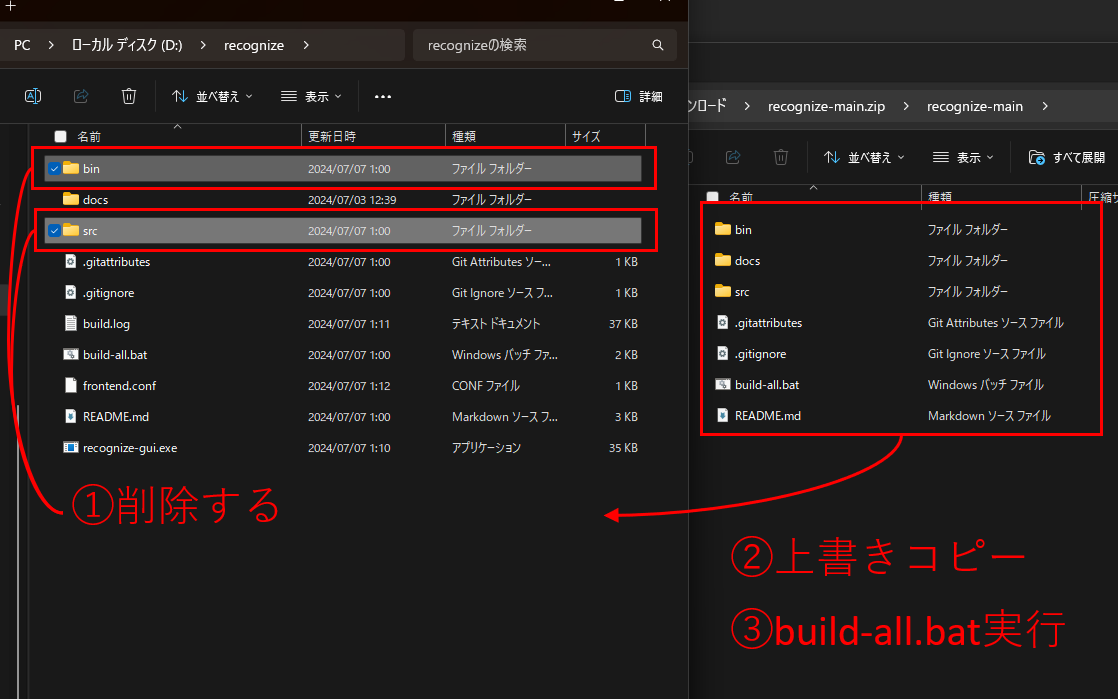 PC > ローカル ディスク (D:) > recognize >
recognizeの検索
並べ替え
表示
詳細
名前 更新日時 種類 サイズ
bin 2024/07/07 1:00 ファイル フォルダー
docs 2024/07/03 12:39 ファイル フォルダー
src 2024/07/07 1:00 ファイル フォルダー
.gitattributes 2024/07/07 1:00 Git Attributes ソー... 1 KB
.gitignore 2024/07/07 1:00 Git Ignore ソース フ... 1 KB
build.log 2024/07/07 1:11 テキスト ドキュメント 37 KB
build-all.bat 2024/07/07 1:00 Windows バッチ ファ... 2 KB
frontend.conf 2024/07/07 1:12 CONF ファイル 1 KB
README.md 2024/07/07 1:00 Markdown ソース フ... 3 KB
recognize-gui.exe 2024/07/07 1:10 アプリケーション 35 KB
①削除する
ンロード > recognize-main.zip > recognize-main >
並べ替え
表示
すべて展開
名前 種類 圧縮サ
bin ファイル フォルダー
docs ファイル フォルダー
src ファイル フォルダー
.gitattributes Git Attributes ソース ファイル
.gitignore Git Ignore ソース ファイル
build-all.bat Windows バッチ ファイル
README.md Markdown ソース ファイル
②上書きコピー
③build-all.bat実行